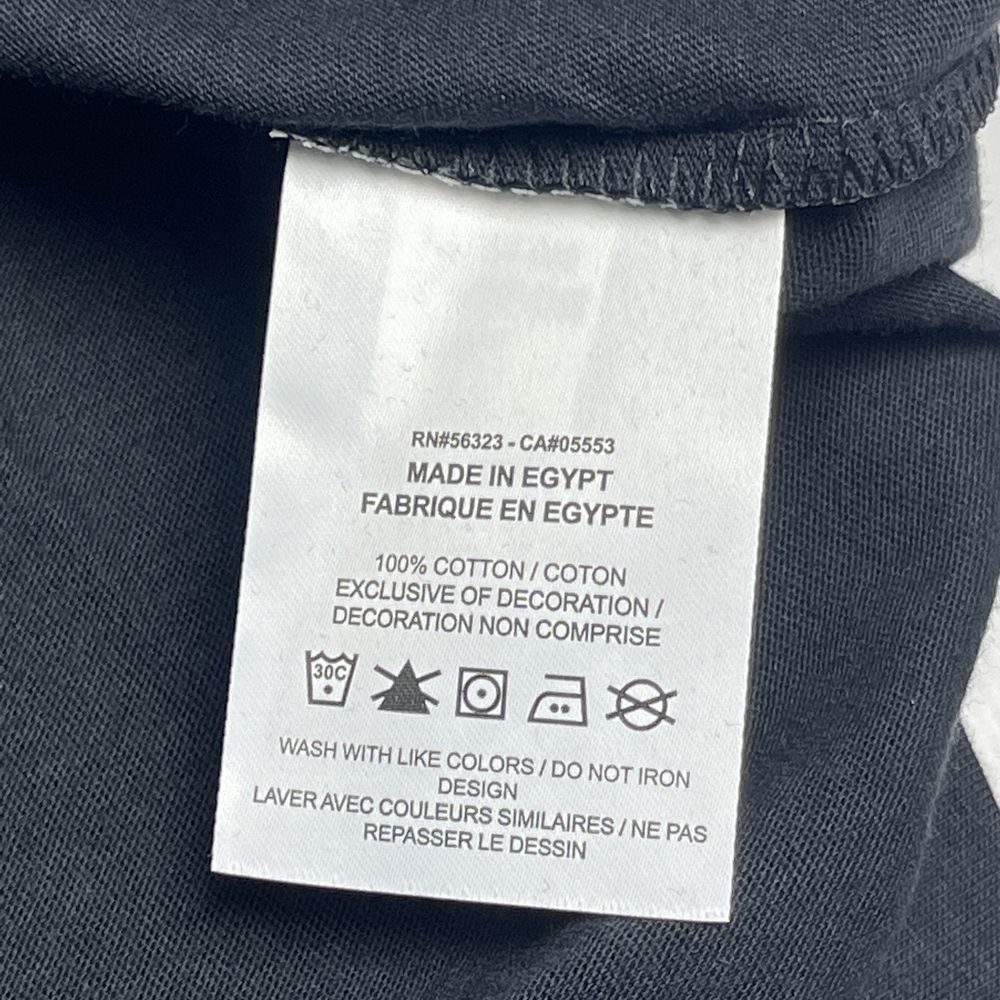 RN#56323 - CA#05553
MADE IN EGYPT
FABRIQUE EN EGYPTE
100% COTTON / COTON
EXCLUSIVE OF DECORATION /
DECORATION NON COMPRISE
30C
WASH WITH LIKE COLORS / DO NOT IRON
DESIGN
LAVER AVEC COULEURS SIMILAIRES / NE PAS
REPASSER LE DESSIN